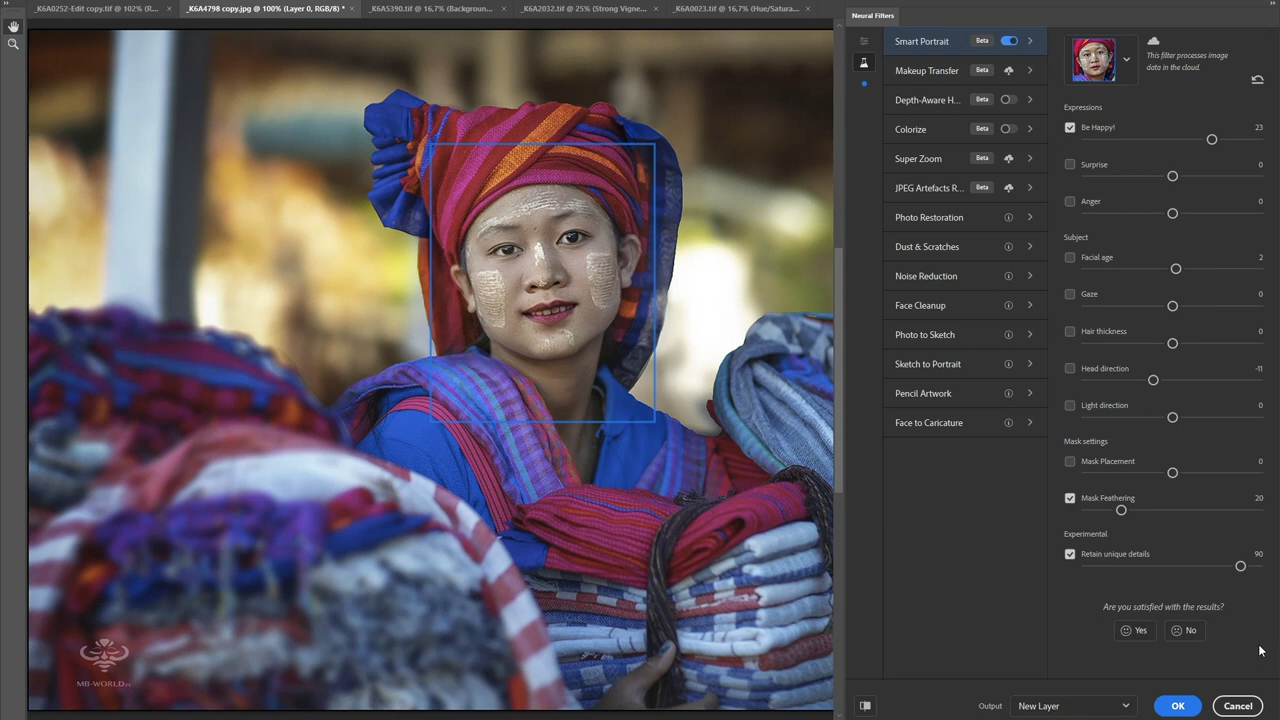 _K6A0252-Edit copy.tif @ 102% (R...
_K6A4798 copy.jpg @ 100% (Layer 0, RGB/8) *
_K6A5390.tif @ 16,7% (Backgroun...
_K6A2032.tif @ 25% (Strong Vigne...
_K6A0023.tif @ 16,7% (Hue/Satura...
Neural Filters
Smart Portrait Beta
Makeup Transfer Beta
Depth-Aware H... Beta
Colorize Beta
Super Zoom Beta
JPEG Artefacts R... Beta
Photo Restoration
Dust & Scratches
Noise Reduction
Face Cleanup
Photo to Sketch
Sketch to Portrait
Pencil Artwork
Face to Caricature
This filter processes image
data in the cloud.
Expressions
Be Happy! 23
Surprise 0
Anger 0
Subject
Facial age 2
Gaze 0
Hair thickness 0
Head direction -11
Light direction 0
Mask settings
Mask Placement 0
Mask Feathering 20
Experimental
Retain unique details 90
Are you satisfied with the results?
Yes No
Output New Layer OK Cancel
MB-WORLD